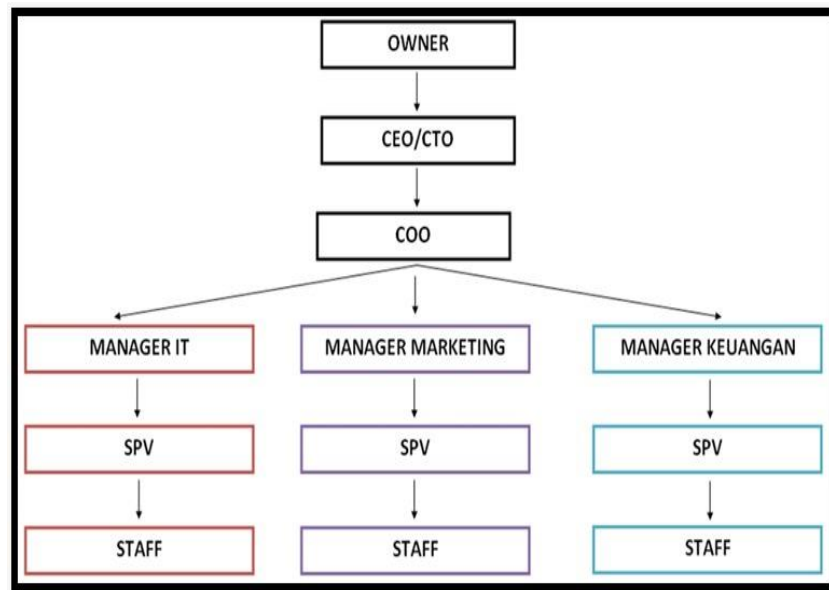 OWNER
CEO/CTO
COO
MANAGER IT
MANAGER MARKETING
MANAGER KEUANGAN
SPV
SPV
SPV
STAFF
STAFF
STAFF